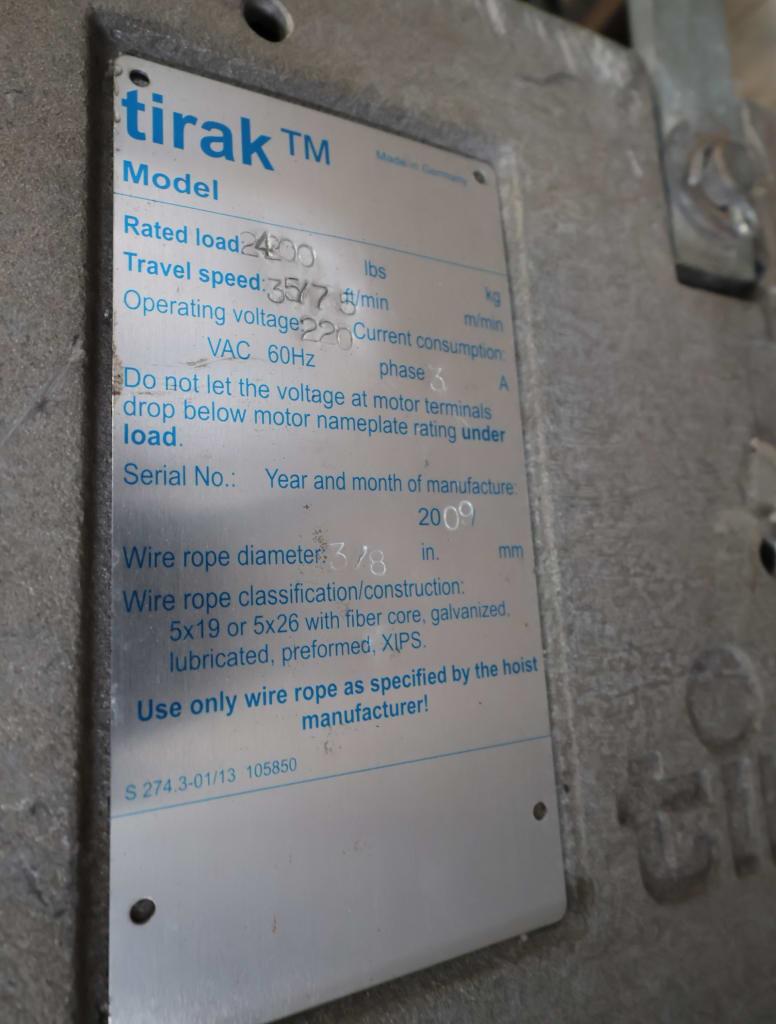 tirak™ Made in Germany
Model
Rated load: lbs kg
Travel speed: 35/75 ft/min m/min
Operating voltage: 220 Current consumption:
VAC 60Hz phase 3 A
Do not let the voltage at motor terminals
drop below motor nameplate rating under
load.
Serial No.: Year and month of manufacture:
2009
Wire rope diameter: 3/8 in. mm
Wire rope classification/construction:
5x19 or 5x26 with fiber core, galvanized,
lubricated, preformed, XIPS.
Use only wire rope as specified by the hoist
manufacturer!
S 274.3-01/13 105850